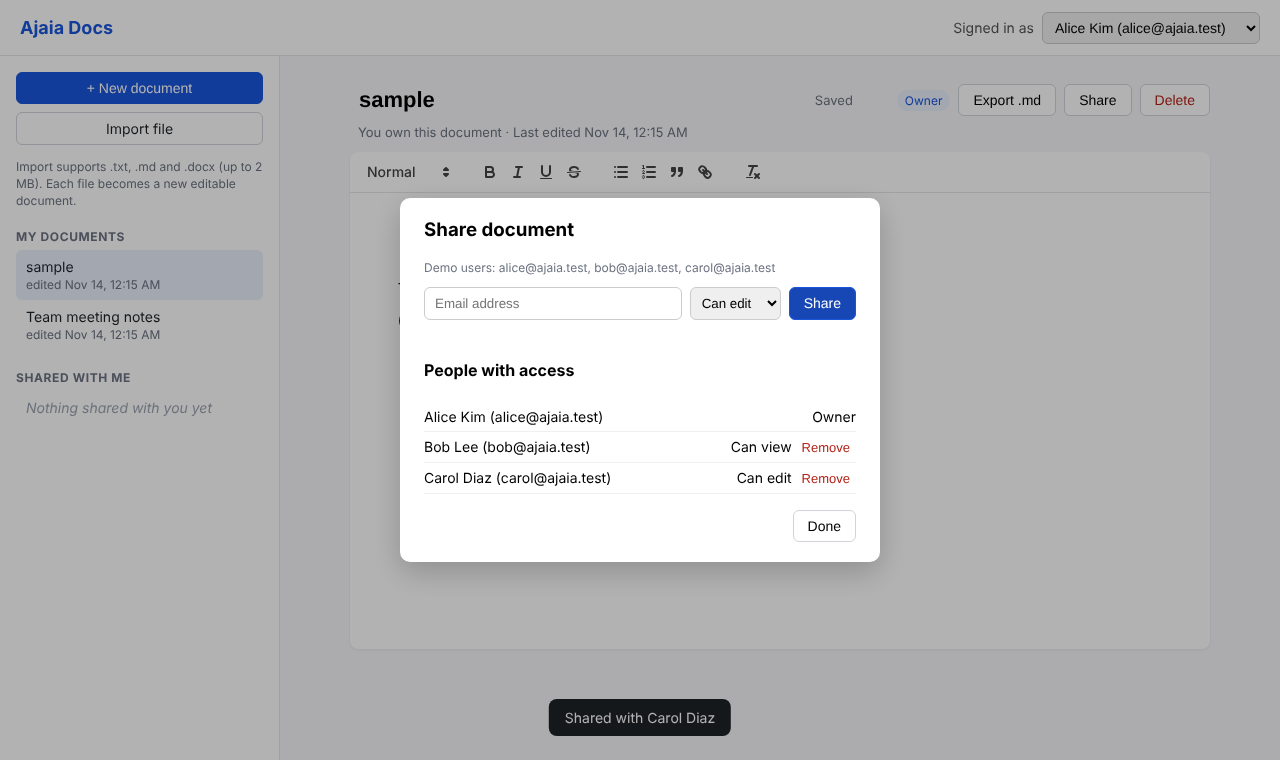 Ajaia Docs
Signed in as Alice Kim (alice@ajaia.test)
+ New document
Import file
Import supports .txt, .md and .docx (up to 2
MB). Each file becomes a new editable
document.
MY DOCUMENTS
sample
edited Nov 14, 12:15 AM
Team meeting notes
edited Nov 14, 12:15 AM
SHARED WITH ME
Nothing shared with you yet
sample
Saved Owner Export .md Share Delete
You own this document · Last edited Nov 14, 12:15 AM
Normal
Share document
Demo users: alice@ajaia.test, bob@ajaia.test, carol@ajaia.test
Email address Can edit Share
People with access
Alice Kim (alice@ajaia.test) Owner
Bob Lee (bob@ajaia.test) Can view Remove
Carol Diaz (carol@ajaia.test) Can edit Remove
Done
Shared with Carol Diaz